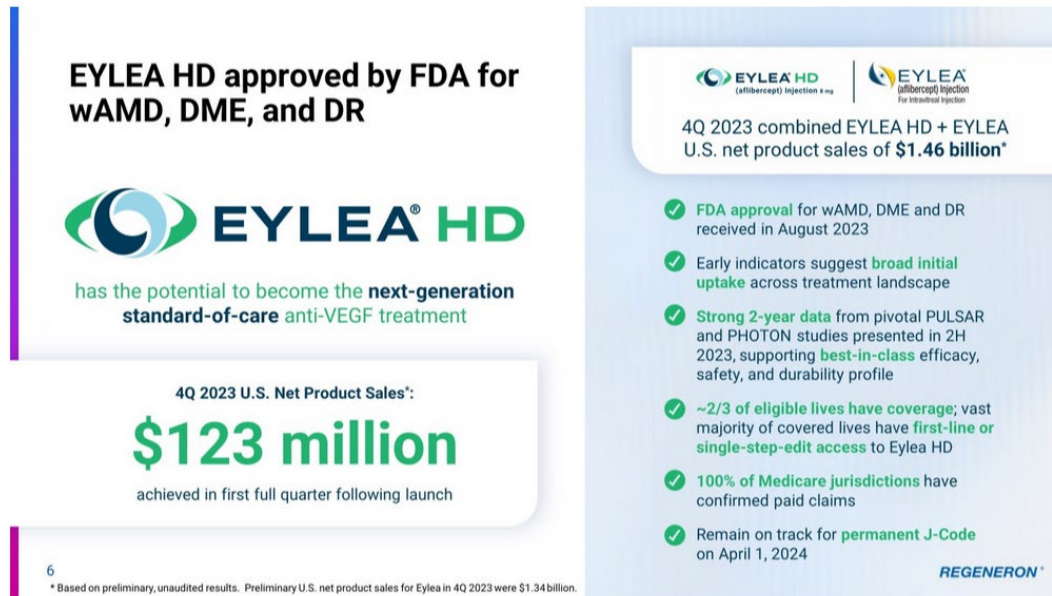 EYLEA HD approved by FDA for
wAMD, DME, and DR
EYLEA® HD
has the potential to become the next-generation
standard-of-care anti-VEGF treatment
4Q 2023 U.S. Net Product Sales*:
$123 million
achieved in first full quarter following launch
6
* Based on preliminary, unaudited results. Preliminary U.S. net product sales for Eylea in 4Q 2023 were $1.34 billion.
EYLEA HD
(aflibercept) Injection 8 mg
EYLEA
(aflibercept) Injection
For Intravitreal Injection
4Q 2023 combined EYLEA HD + EYLEA
U.S. net product sales of $1.46 billion*
FDA approval for wAMD, DME and DR
received in August 2023
Early indicators suggest broad initial
uptake across treatment landscape
Strong 2-year data from pivotal PULSAR
and PHOTON studies presented in 2H
2023, supporting best-in-class efficacy,
safety, and durability profile
~2/3 of eligible lives have coverage; vast
majority of covered lives have first-line or
single-step-edit access to Eylea HD
100% of Medicare jurisdictions have
confirmed paid claims
Remain on track for permanent J-Code
on April 1, 2024
REGENERON